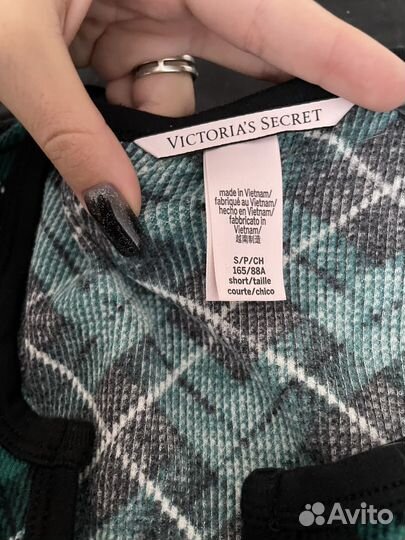 VICTORIA'S SECRET
made in Vietnam/
fabriqué au Vietnam/
hecho en Vietnam/
fabbricato in
Vietnam/
越南制造
S/P/CH
165/88A
short/taille
courte/chico
Avito